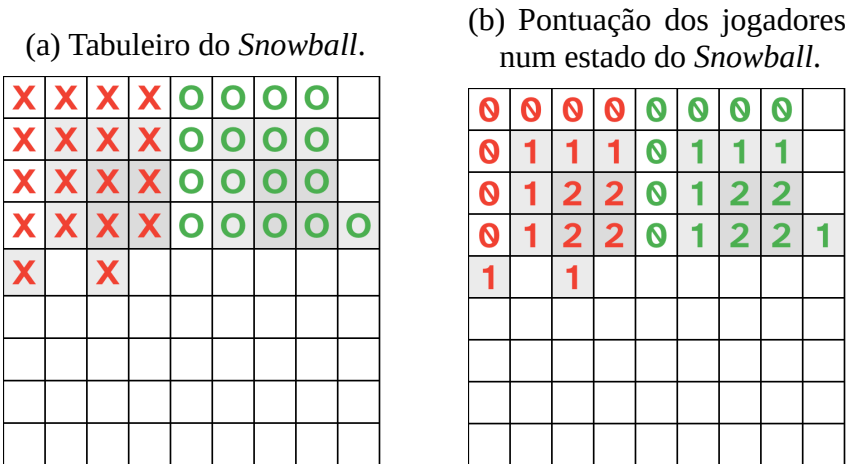 (a) Tabuleiro do Snowball.
X X X X O O O O
X X X X O O O O
X X X X O O O O
X X X X O O O O O
X X
(b) Pontuação dos jogadores
num estado do Snowball.
0 0 0 0 0 0 0 0
0 1 1 1 0 1 1 1
0 1 2 2 0 1 2 2
0 1 2 2 0 1 2 2 1
1 1